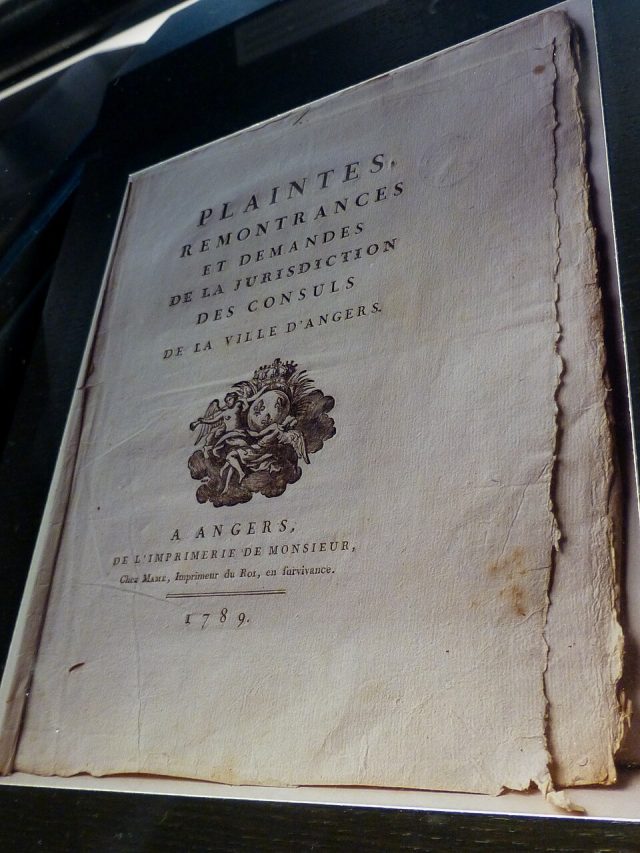 PLAINTES,
REMONTRANCES
ET DEMANDES
DE LA JURISDICTION
DES CONSULS
DE LA VILLE D'ANGERS.
A ANGERS,
DE L'IMPRIMERIE DE MONSIEUR,
Chez MAME, Imprimeur du ROI, en survivance.
1789.